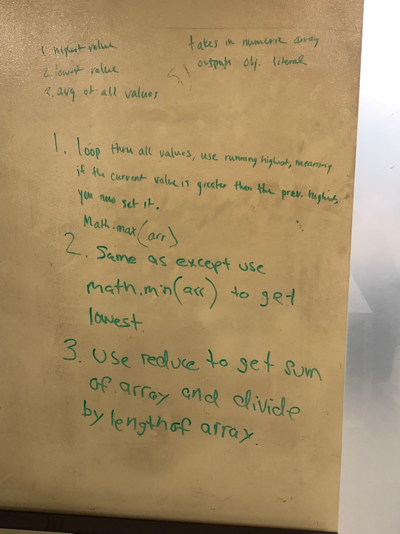 1. highest value
2. lowest value
3. avg of all values
takes in numeric array
outputs obj. literal
1. Loop thru all values, use running highest, meaning
if the current value is greater than the prev. highest,
you now set it.
Math.max(arr)
2. Same as except use
math.min(arr) to get
lowest.
3. Use reduce to get sum
of array and divide
by length of array.